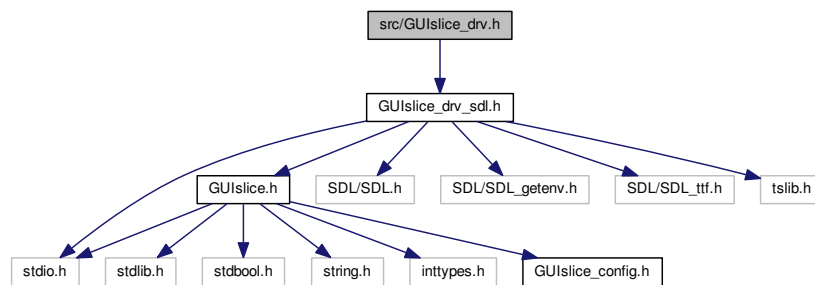 src/GUIslice_drv.h
GUIslice_drv_sdl.h
GUIslice.h
SDL/SDL.h
SDL/SDL_getenv.h
SDL/SDL_ttf.h
tslib.h
stdio.h
stdlib.h
stdbool.h
string.h
inttypes.h
GUIslice_config.h